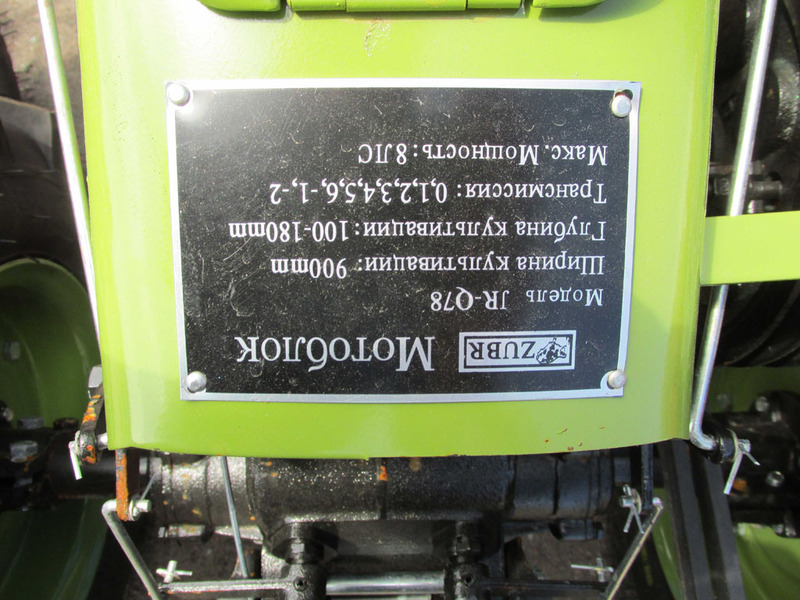 ZUBR Мотоблок
Модель JR-Q78
Ширина культивации: 900mm
Глубина культивации: 100-180mm
Трансмиссия: 0,1,2,3,4,5,6,-1,-2
Макс. Мощность: 8ЛС